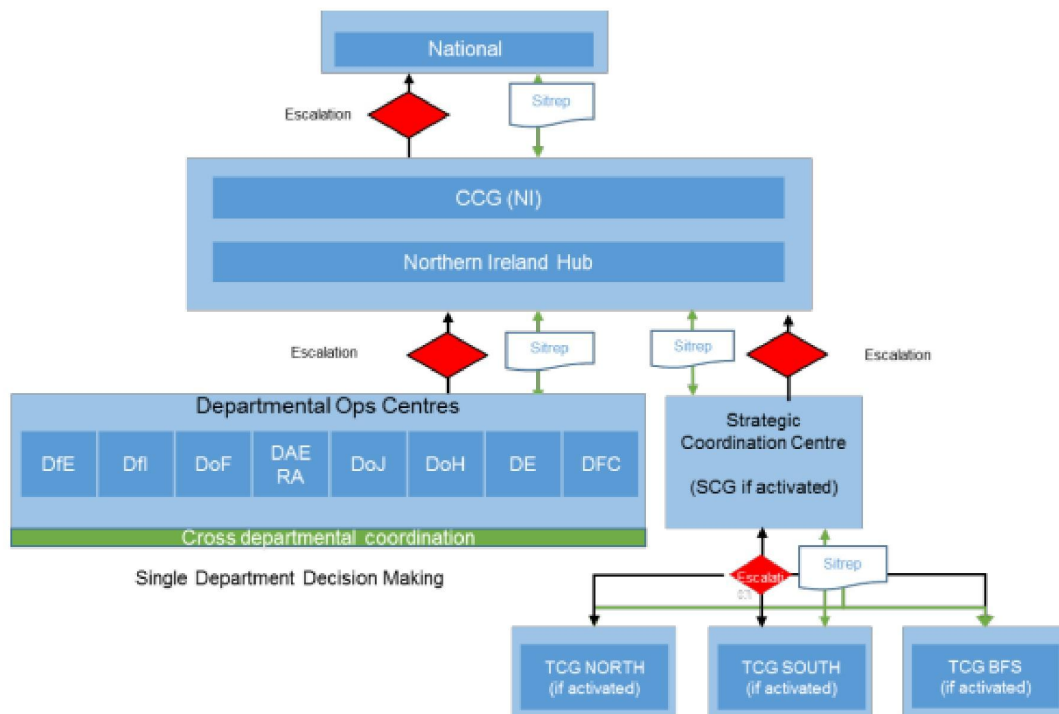 National
Escalation
Sitrep
CCG (NI)
Northern Ireland Hub
Escalation
Sitrep
Sitrep
Escalation
Departmental Ops Centres
DfE
DfI
DoF
DAE
RA
DoJ
DoH
DE
DFC
Cross departmental coordination
Single Department Decision Making
Strategic
Coordination Centre
(SCG if activated)
Escalati
on
Sitrep
TCG NORTH
(if activated)
TCG SOUTH
(if activated)
TCG BFS
(if activated)